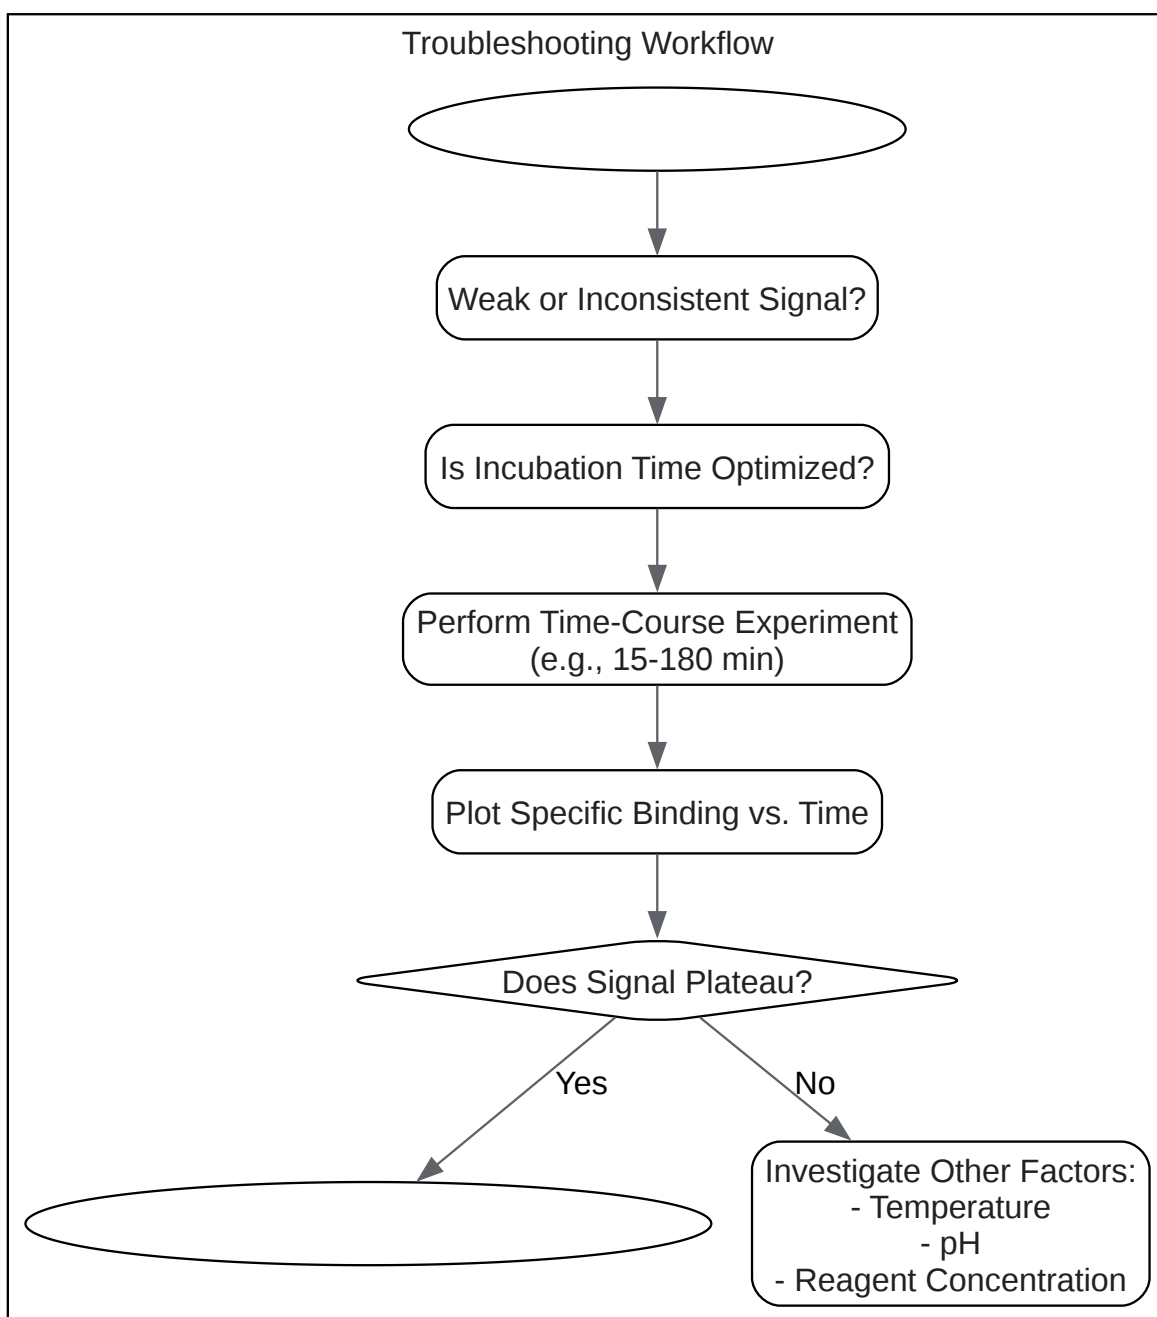 Troubleshooting Workflow
Weak or Inconsistent Signal?
Is Incubation Time Optimized?
Perform Time-Course Experiment
(e.g., 15-180 min)
Plot Specific Binding vs. Time
Does Signal Plateau?
Yes
No
Investigate Other Factors:
- Temperature
- pH
- Reagent Concentration